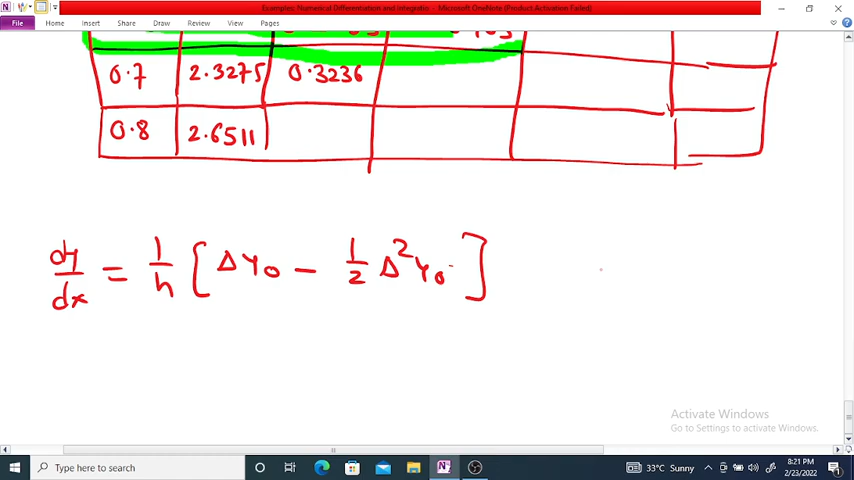 Examples: Numerical Differentiation and Integratin - Microsoft OneNote (Product Activation Failed)
File Home Insert Share Draw Review View Pages
0.7 2.3275 0.3236
0.8 2.6511
dy/dx = 1/h [ Δy₀ − 1/2 Δ²y₀ ]
Activate Windows
Go to Settings to activate Windows.
Type here to search
33°C Sunny
8:21 PM
2/23/2022